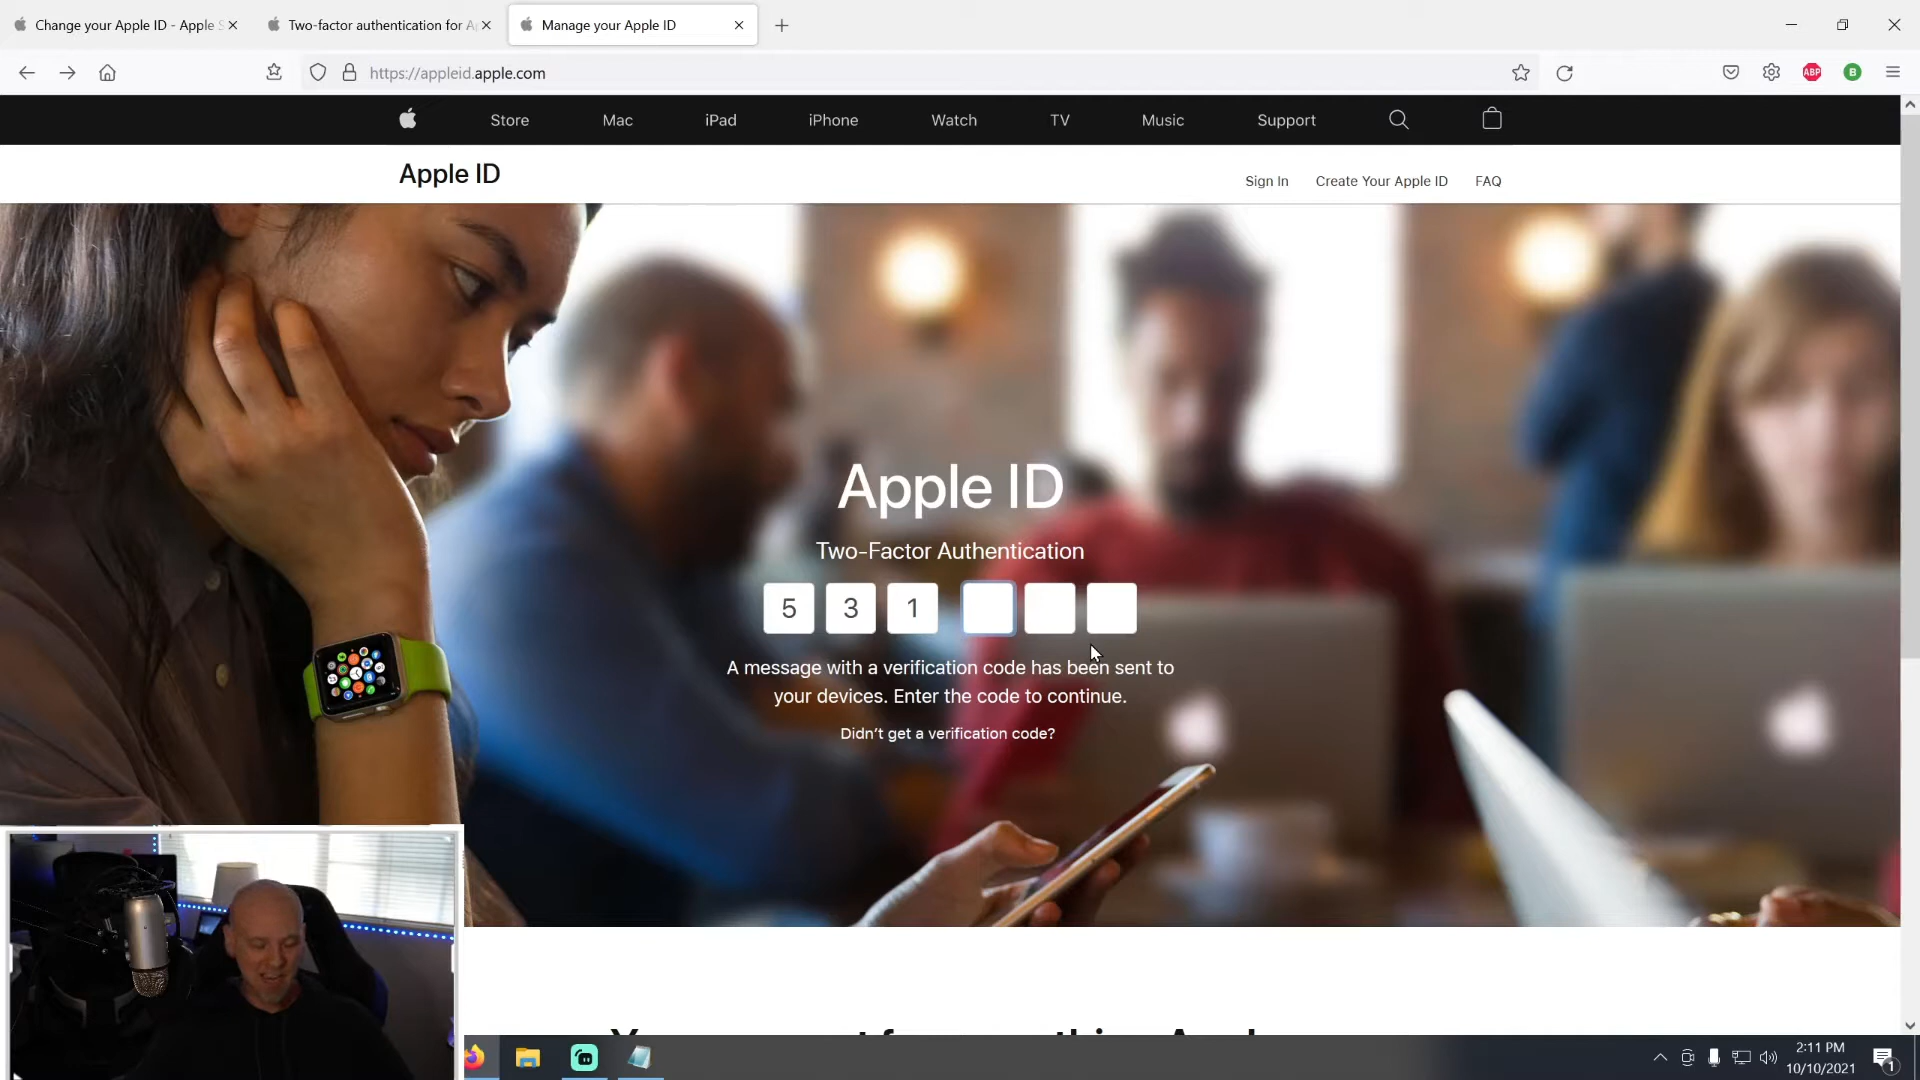 Change your Apple ID - Apple S
Two-factor authentication for A
Manage your Apple ID
https://appleid.apple.com
ABP
B
Store
Mac
iPad
iPhone
Watch
TV
Music
Support
Apple ID
Sign In
Create Your Apple ID
FAQ
Apple ID
Two-Factor Authentication
5 3 1
A message with a verification code has been sent to
your devices. Enter the code to continue.
Didn't get a verification code?
2:11 PM
10/10/2021
1